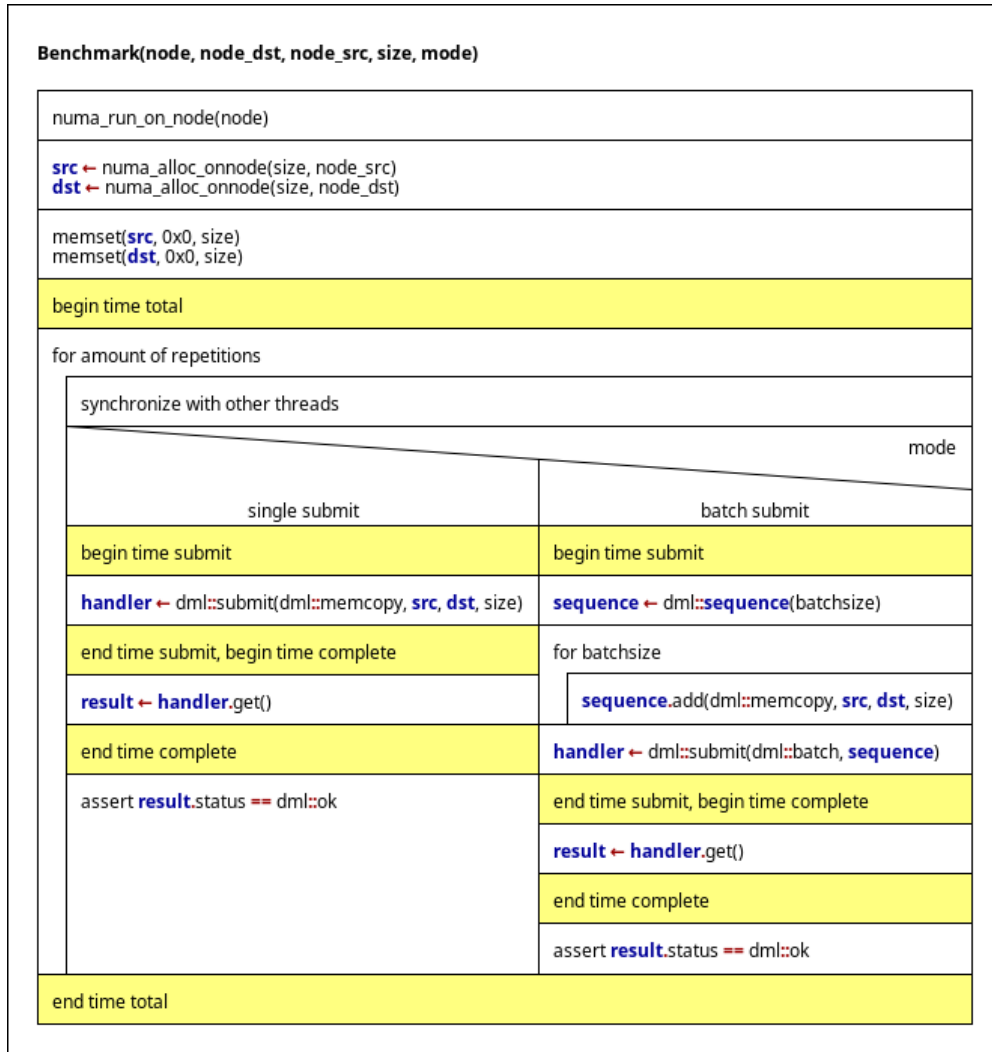 Benchmark(node, node_dst, node_src, size, mode)
numa_run_on_node(node)
src ← numa_alloc_onnode(size, node_src)
dst ← numa_alloc_onnode(size, node_dst)
memset(src, 0x0, size)
memset(dst, 0x0, size)
begin time total
for amount of repetitions
synchronize with other threads
mode
single submit
begin time submit
handler ← dml::submit(dml::memcopy, src, dst, size)
end time submit, begin time complete
result ← handler.get()
end time complete
assert result.status == dml::ok
batch submit
begin time submit
sequence ← dml::sequence(batchsize)
for batchsize
sequence.add(dml::memcopy, src, dst, size)
handler ← dml::submit(dml::batch, sequence)
end time submit, begin time complete
result ← handler.get()
end time complete
assert result.status == dml::ok
end time total